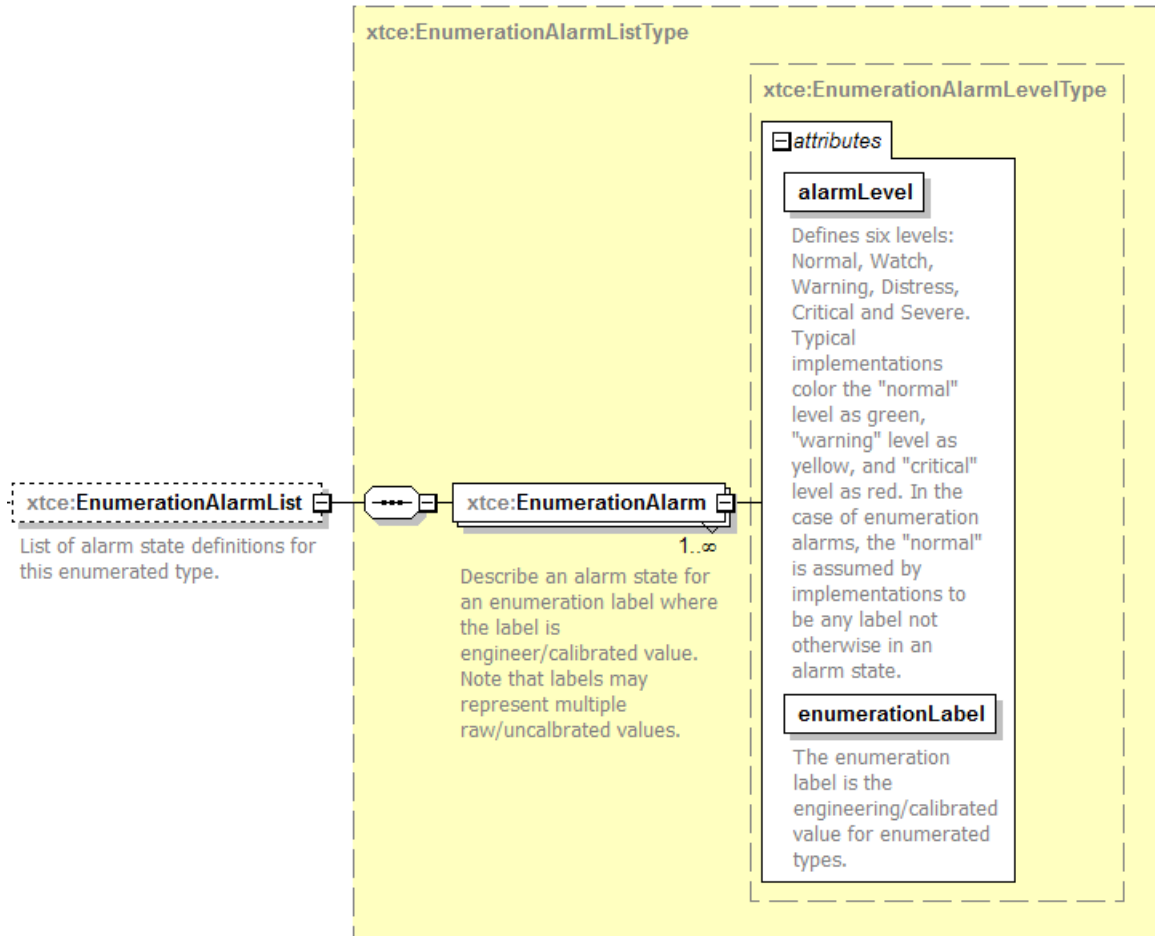 xtce:EnumerationAlarmListType
xtce:EnumerationAlarmLevelType
attributes
alarmLevel
Defines six levels:
Normal, Watch,
Warning, Distress,
Critical and Severe.
Typical
implementations
color the "normal"
level as green,
"warning" level as
yellow, and "critical"
level as red. In the
case of enumeration
alarms, the "normal"
is assumed by
implementations to
be any label not
otherwise in an
alarm state.
enumerationLabel
The enumeration
label is the
engineering/calibrated
value for enumerated
types.
xtce:EnumerationAlarmList
List of alarm state definitions for
this enumerated type.
xtce:EnumerationAlarm
1..∞
Describe an alarm state for
an enumeration label where
the label is
engineer/calibrated value.
Note that labels may
represent multiple
raw/uncalbrated values.